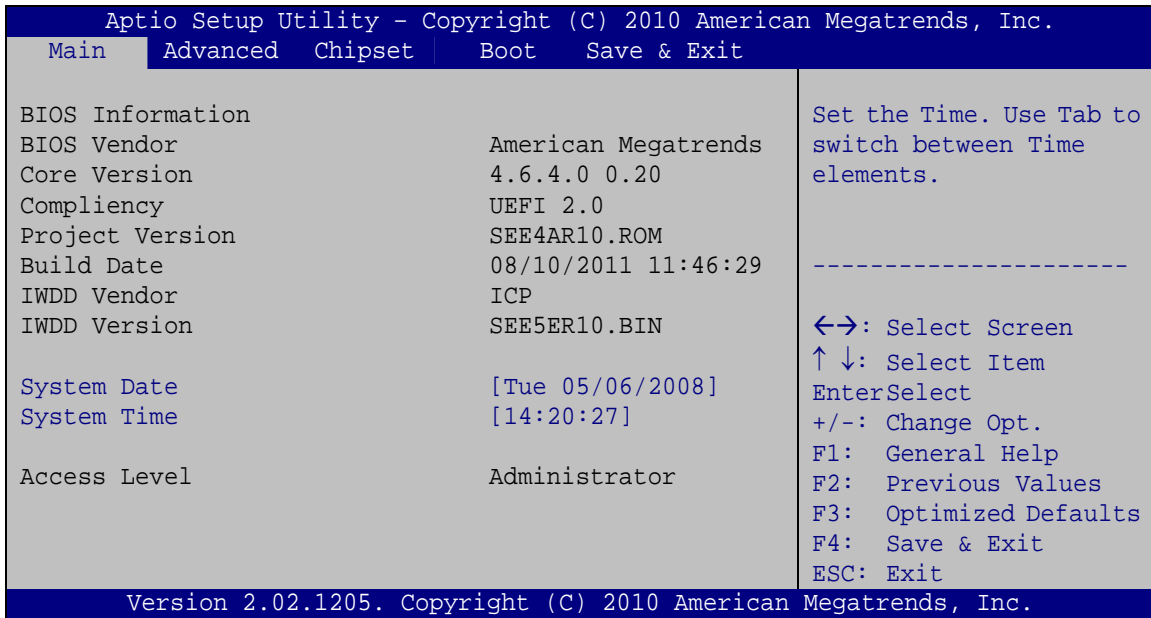 Aptio Setup Utility – Copyright (C) 2010 American Megatrends, Inc.
Main Advanced Chipset Boot Save & Exit
BIOS Information
BIOS Vendor American Megatrends
Core Version 4.6.4.0 0.20
Compliency UEFI 2.0
Project Version SEE4AR10.ROM
Build Date 08/10/2011 11:46:29
IWDD Vendor ICP
IWDD Version SEE5ER10.BIN
System Date [Tue 05/06/2008]
System Time [14:20:27]
Access Level Administrator
Set the Time. Use Tab to
switch between Time
elements.
----------------------
←→: Select Screen
↑ ↓: Select Item
EnterSelect
+/-: Change Opt.
F1: General Help
F2: Previous Values
F3: Optimized Defaults
F4: Save & Exit
ESC: Exit
Version 2.02.1205. Copyright (C) 2010 American Megatrends, Inc.